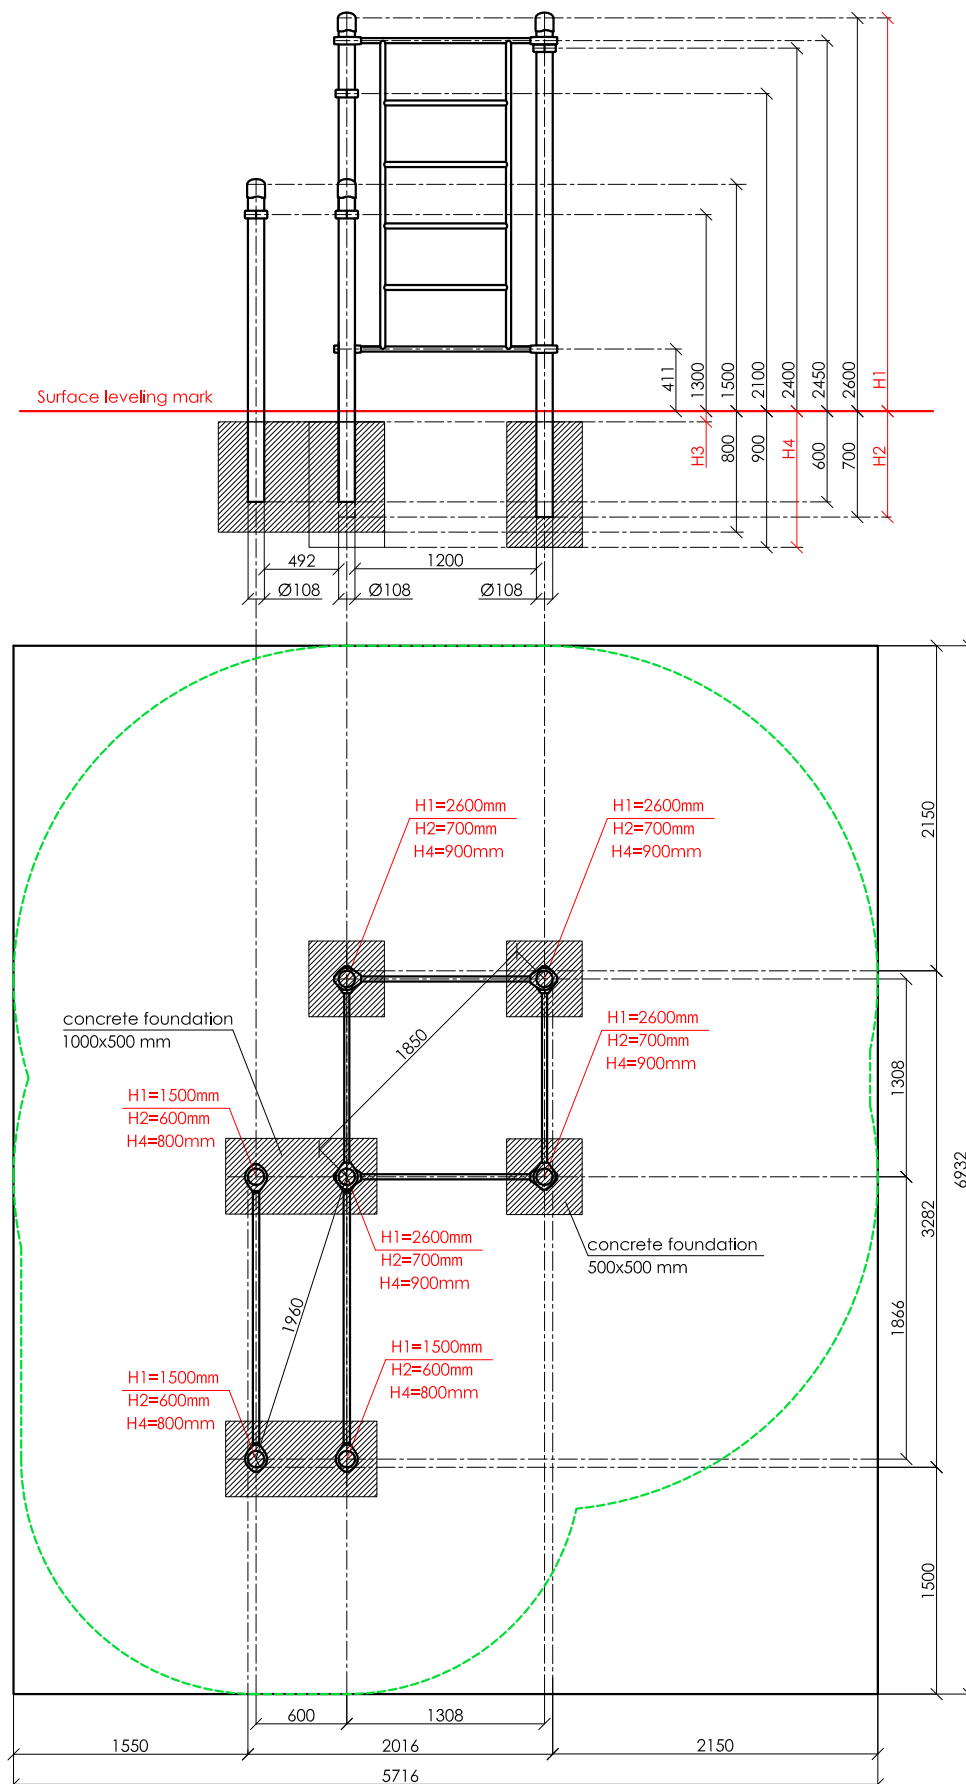 Surface leveling mark
411
1300
1500
2100
2400
2450
2600
H1
H3
800
900
H4
600
700
H2
492
1200
Ø108
Ø108
Ø108
H1=2600mm
H2=700mm
H4=900mm
H1=2600mm
H2=700mm
H4=900mm
2150
concrete foundation
1000x500 mm
1850
H1=2600mm
H2=700mm
H4=900mm
1308
H1=1500mm
H2=600mm
H4=800mm
6932
3282
H1=2600mm
H2=700mm
H4=900mm
concrete foundation
500x500 mm
1960
1866
H1=1500mm
H2=600mm
H4=800mm
H1=1500mm
H2=600mm
H4=800mm
1500
600
1308
1550
2016
2150
5716